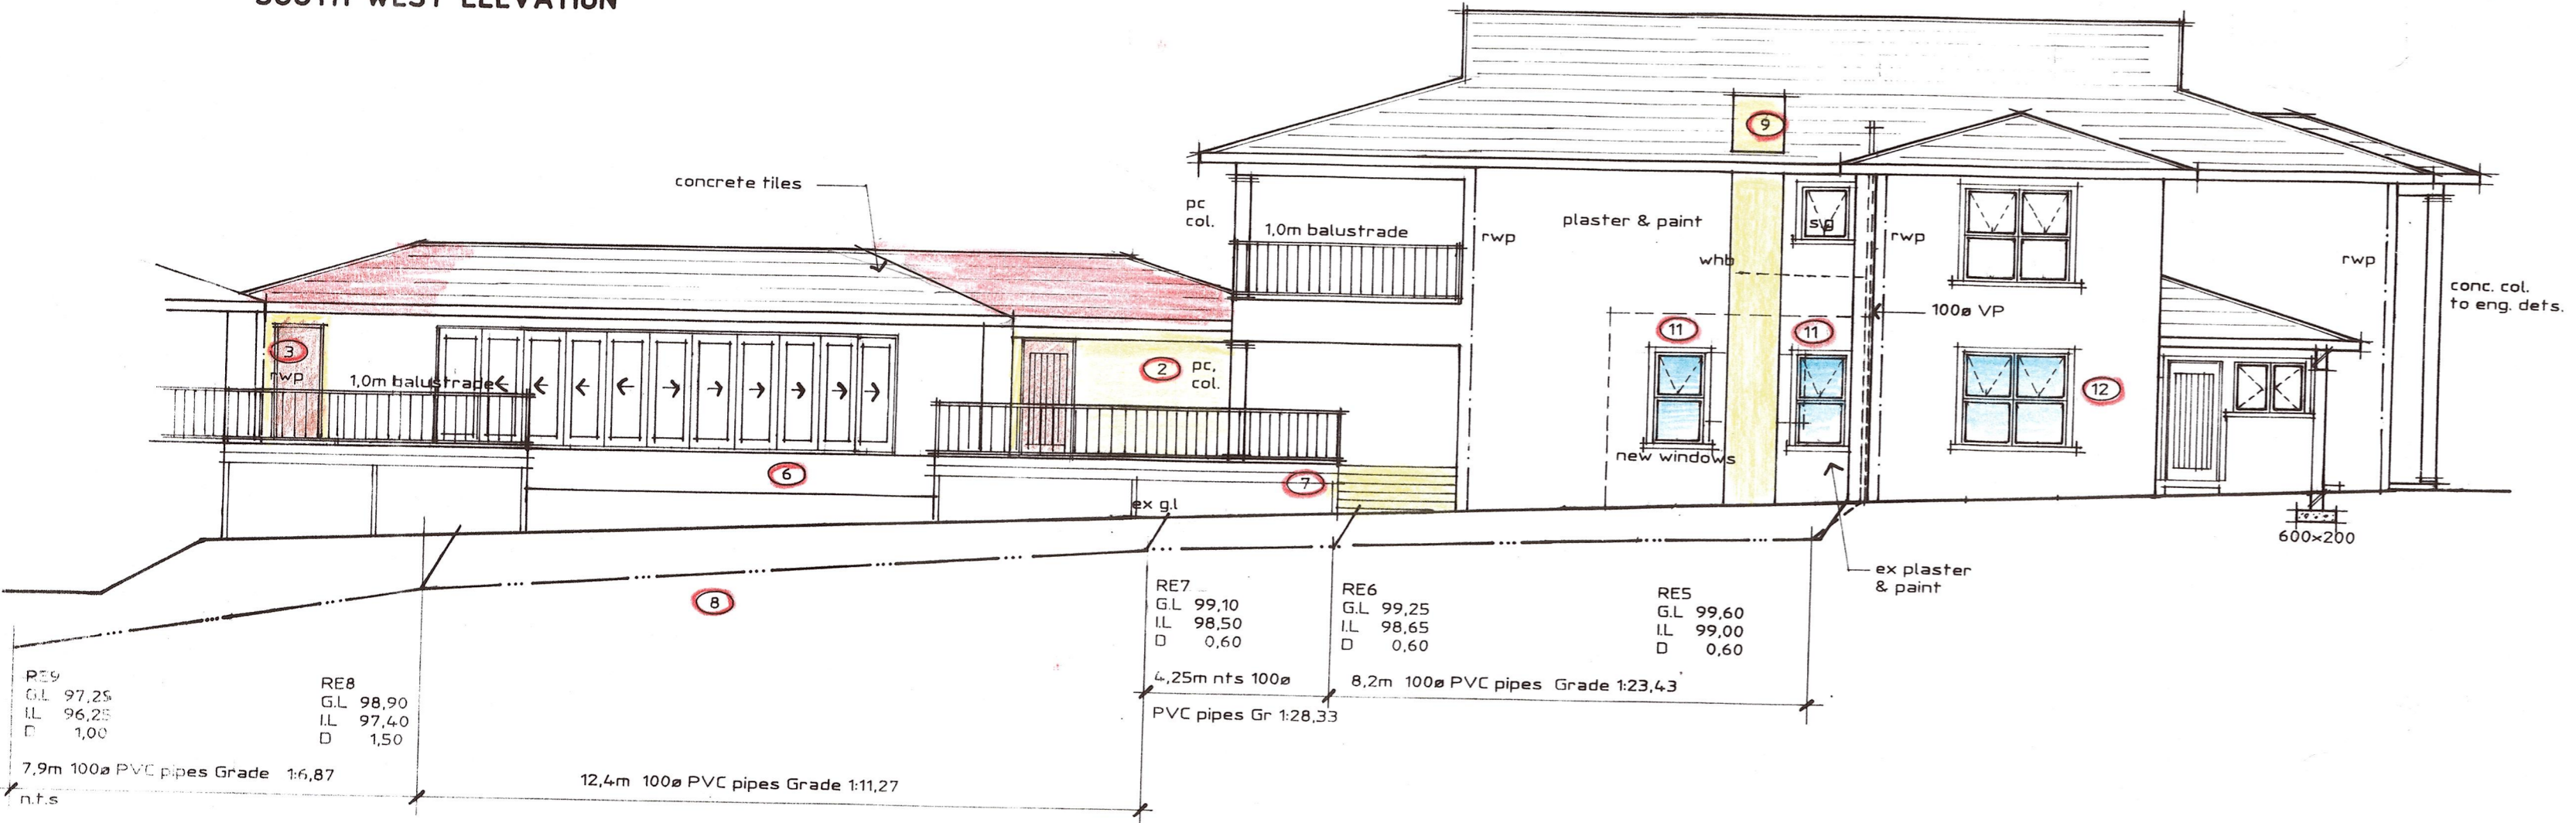 SOUTH WEST ELEVATION
concrete tiles
9
pc
col.
1,0m balustrade
rwp
plaster & paint
svp
rwp
rwp
whb
conc. col.
to eng. dets.
100ø VP
3
rwp
1,0m balustrade
2
pc,
col.
11
11
12
new windows
6
7
ex g.l
600x200
ex plaster
& paint
8
RE7
G.L 99,10
I.L 98,50
D 0,60
RE6
G.L 99,25
I.L 98,65
D 0,60
RE5
G.L 99,60
I.L 99,00
D 0,60
4,25m nts 100ø
PVC pipes Gr 1:28,33
8,2m 100ø PVC pipes Grade 1:23,43
RE9
G.L 97,25
I.L 96,25
D 1,00
RE8
G.L 98,90
I.L 97,40
D 1,50
7,9m 100ø PVC pipes Grade 1:6,87
n.t.s
12,4m 100ø PVC pipes Grade 1:11,27